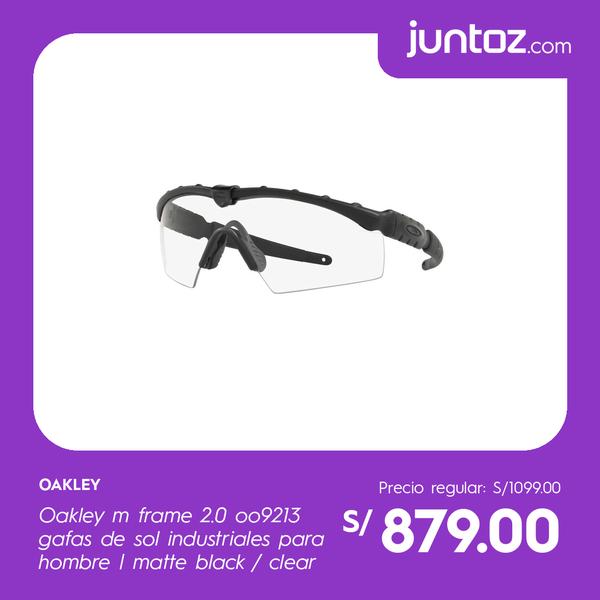 juntoz.com
OAKLEY
Oakley m frame 2.0 oo9213
gafas de sol industriales para
hombre | matte black / clear
Precio regular: S/1099.00
S/ 879.00